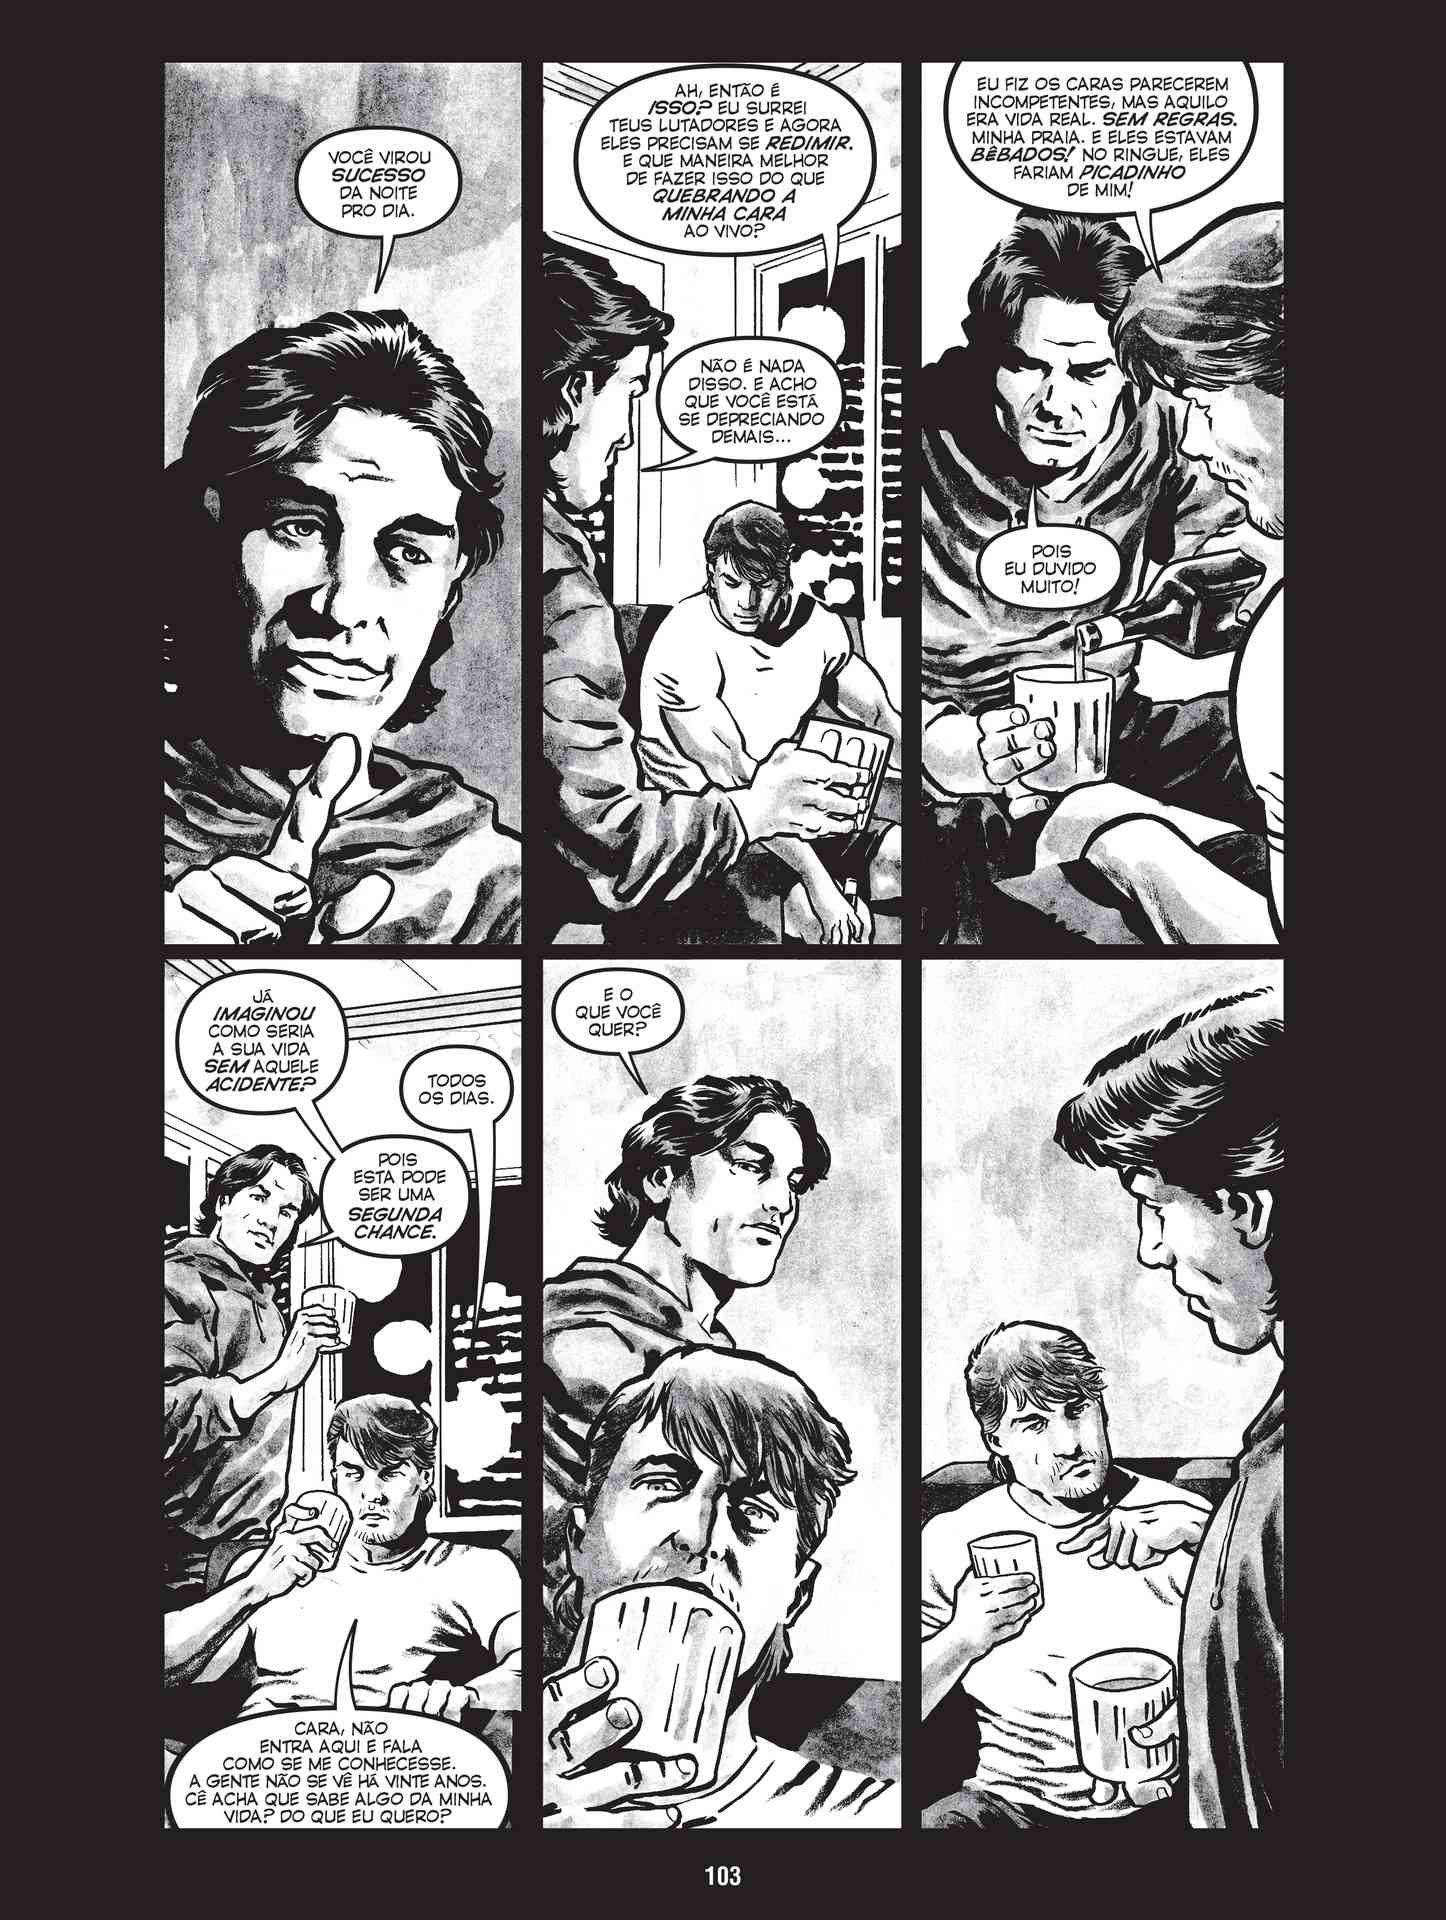 VOCÊ VIROU
SUCESSO
DA NOITE
PRO DIA.
AH, ENTÃO É
ISSO? EU SURREI
TEUS LUTADORES E AGORA
ELES PRECISAM SE REDIMIR.
E QUE MANEIRA MELHOR
DE FAZER ISSO DO QUE
QUEBRANDO A
MINHA CARA
AO VIVO?
NÃO É NADA
DISSO. E ACHO
QUE VOCÊ ESTÁ
SE DEPRECIANDO
DEMAIS...
EU FIZ OS CARAS PARECEREM
INCOMPETENTES, MAS AQUILO
ERA VIDA REAL. SEM REGRAS.
MINHA PRAIA. E ELES ESTAVAM
BÊBADOS! NO RINGUE, ELES
FARIAM PICADINHO
DE MIM!
POIS
EU DUVIDO
MUITO!
JÁ
IMAGINOU
COMO SERIA
A SUA VIDA
SEM AQUELE
ACIDENTE?
TODOS
OS DIAS.
POIS
ESTA PODE
SER UMA
SEGUNDA
CHANCE.
CARA, NÃO
ENTRA AQUI E FALA
COMO SE ME CONHECESSE.
A GENTE NÃO SE VÊ HÁ VINTE ANOS.
CÊ ACHA QUE SABE ALGO DA MINHA
VIDA? DO QUE EU QUERO?
E O
QUE VOCÊ
QUER?
103